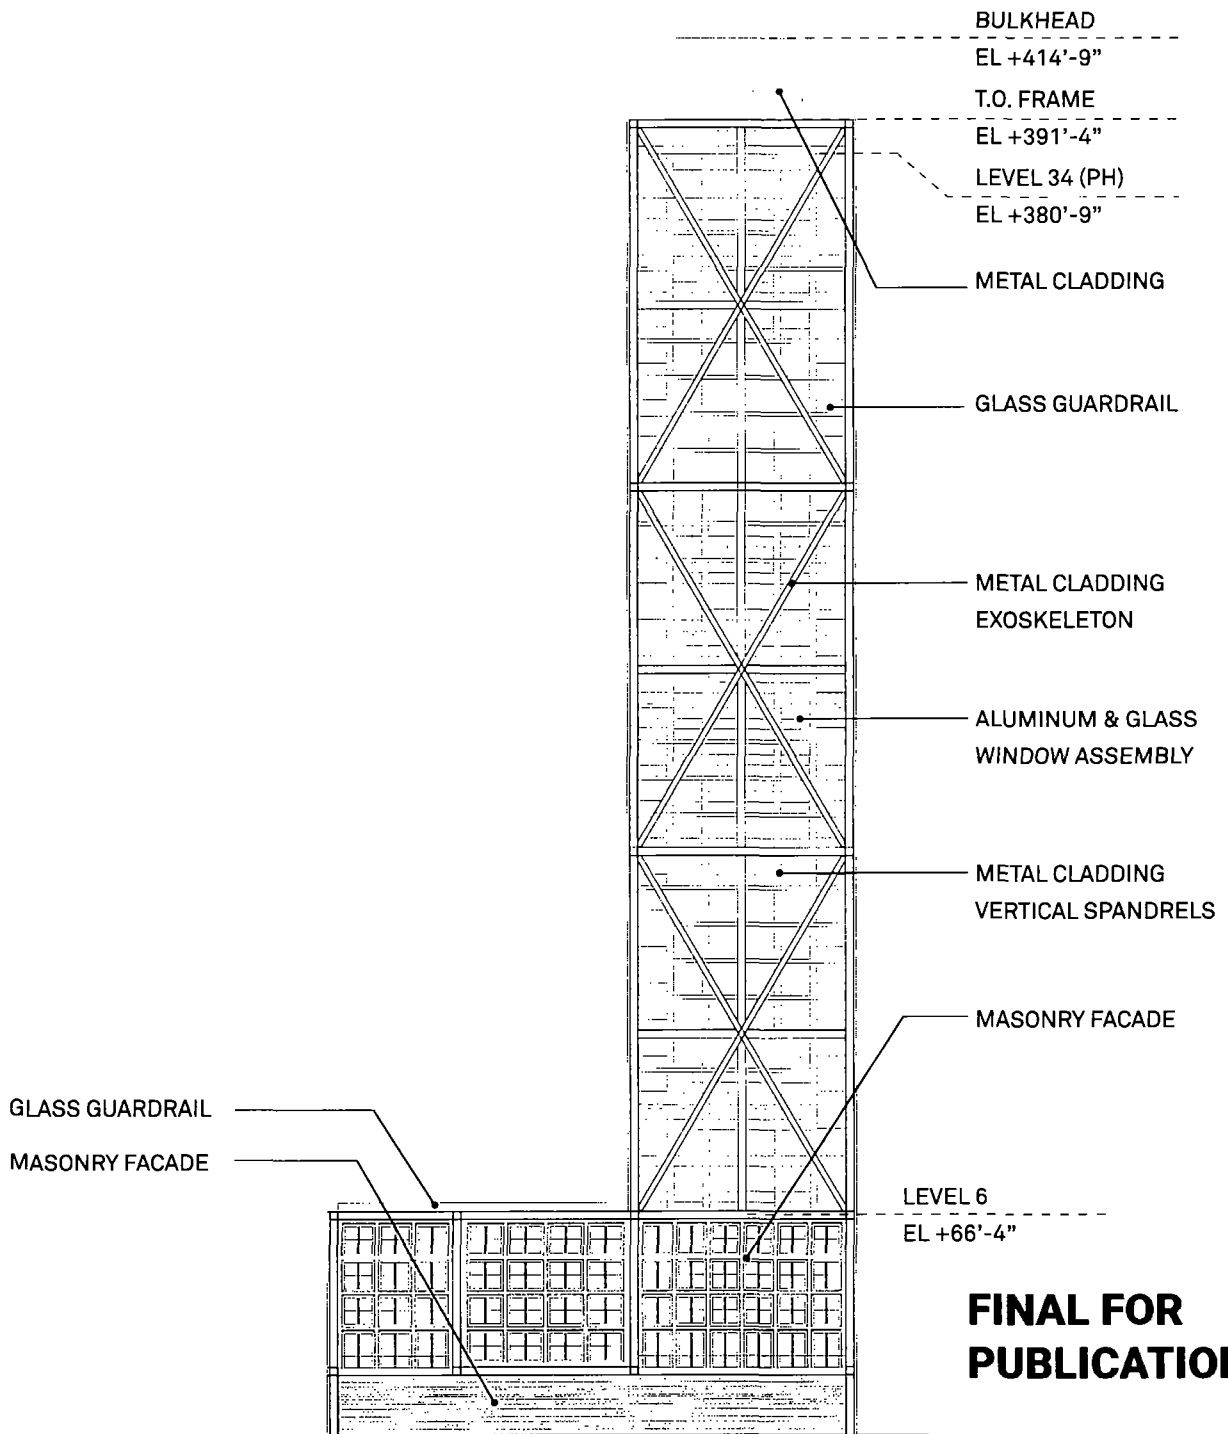 BULKHEAD
EL +414'-9"
T.O. FRAME
EL +391'-4"
LEVEL 34 (PH)
EL +380'-9"
METAL CLADDING
GLASS GUARDRAIL
METAL CLADDING
EXOSKELETON
ALUMINUM & GLASS
WINDOW ASSEMBLY
METAL CLADDING
VERTICAL SPANDRELS
MASONRY FACADE
GLASS GUARDRAIL
MASONRY FACADE
LEVEL 6
EL +66'-4"
FINAL FOR
PUBLICATION